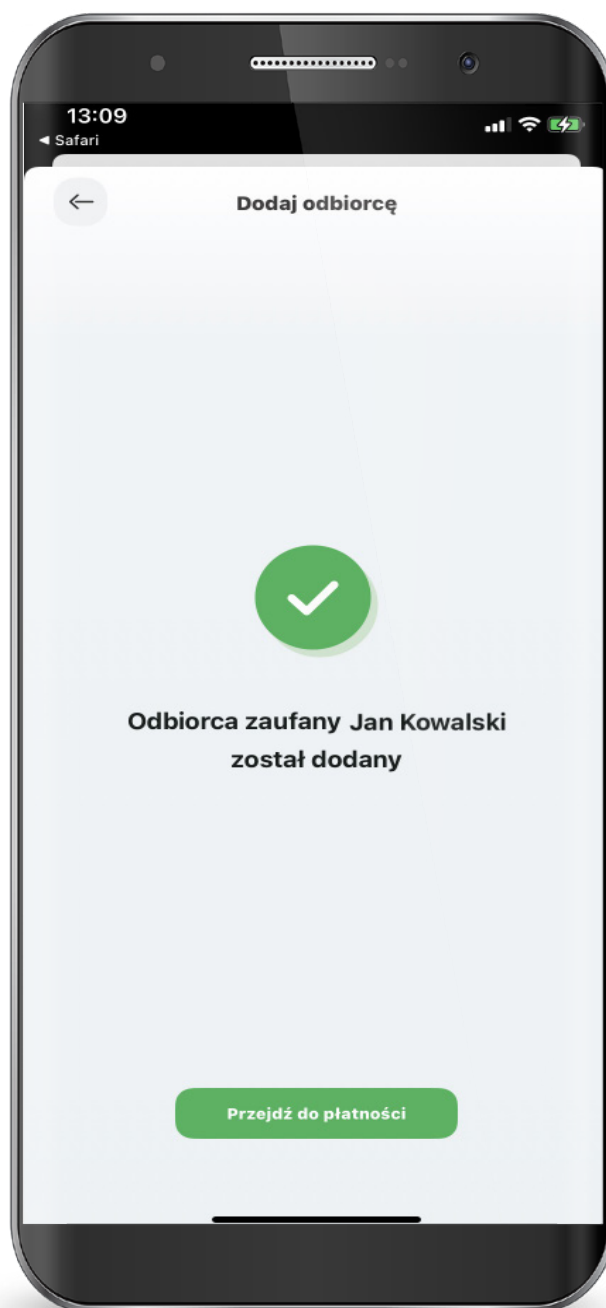 13:09
Safari
Dodaj odbiorcę
Odbiorca zaufany Jan Kowalski
został dodany
Przejdź do płatności